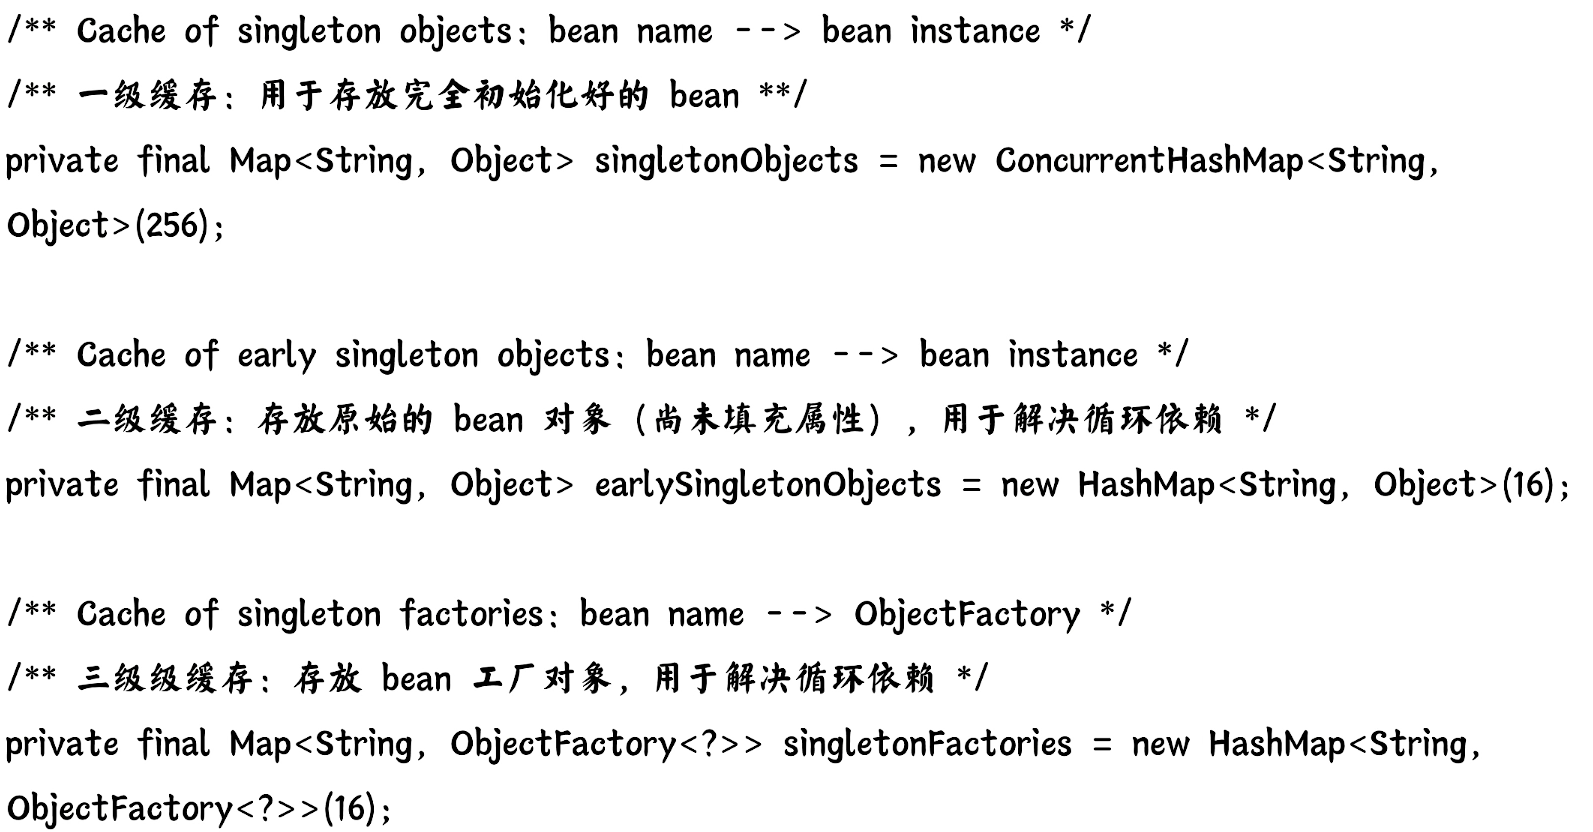 /** Cache of singleton objects: bean name --> bean instance */
/** 一级缓存：用于存放完全初始化好的 bean **/
private final Map<String, Object> singletonObjects = new ConcurrentHashMap<String,
Object>(256);
/** Cache of early singleton objects: bean name --> bean instance */
/** 二级缓存：存放原始的 bean 对象（尚未填充属性），用于解决循环依赖 */
private final Map<String, Object> earlySingletonObjects = new HashMap<String, Object>(16);
/** Cache of singleton factories: bean name --> ObjectFactory */
/** 三级级缓存：存放 bean 工厂对象，用于解决循环依赖 */
private final Map<String, ObjectFactory<?>> singletonFactories = new HashMap<String,
ObjectFactory<?>>(16);